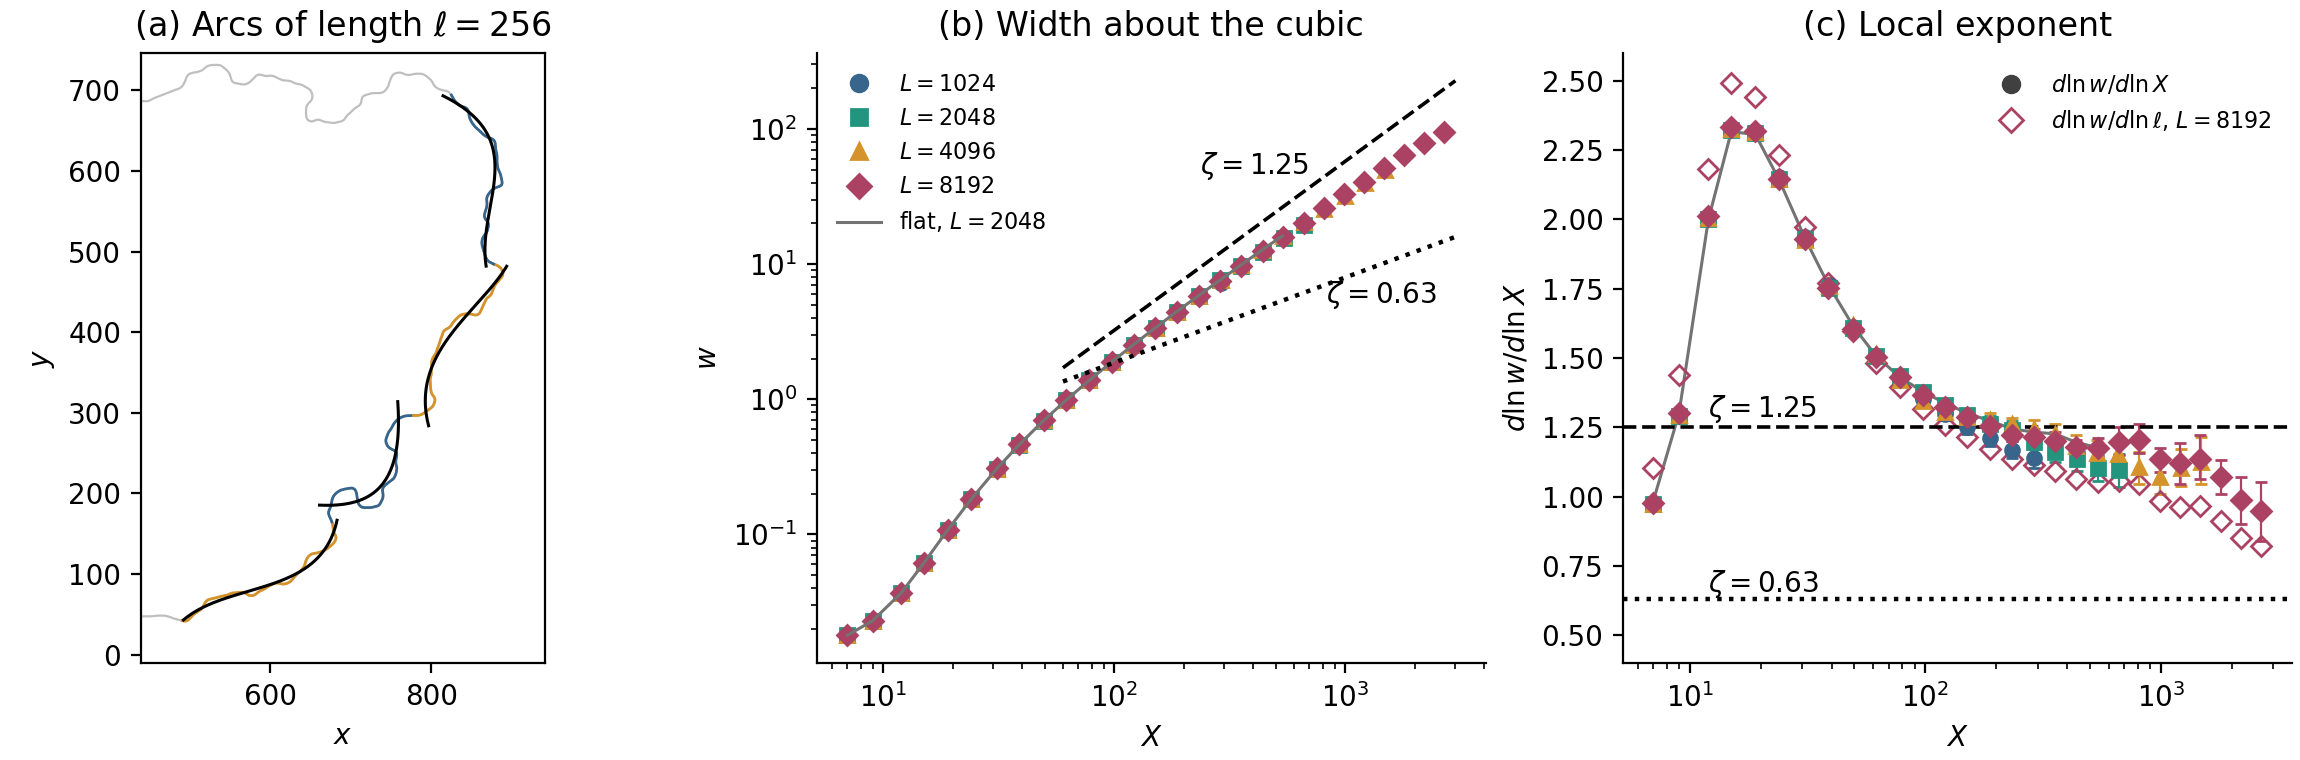 (a) Arcs of length ℓ = 256
700
600
500
400
300
200
100
0
y
600
800
x
(b) Width about the cubic
L = 1024
L = 2048
L = 4096
L = 8192
flat, L = 2048
ζ = 1.25
ζ = 0.63
10²
10¹
10⁰
10⁻¹
w
10¹
10²
10³
X
(c) Local exponent
d ln w/d ln X
d ln w/d ln ℓ, L = 8192
ζ = 1.25
ζ = 0.63
2.50
2.25
2.00
1.75
1.50
1.25
1.00
0.75
0.50
d ln w/d ln X
10¹
10²
10³
X